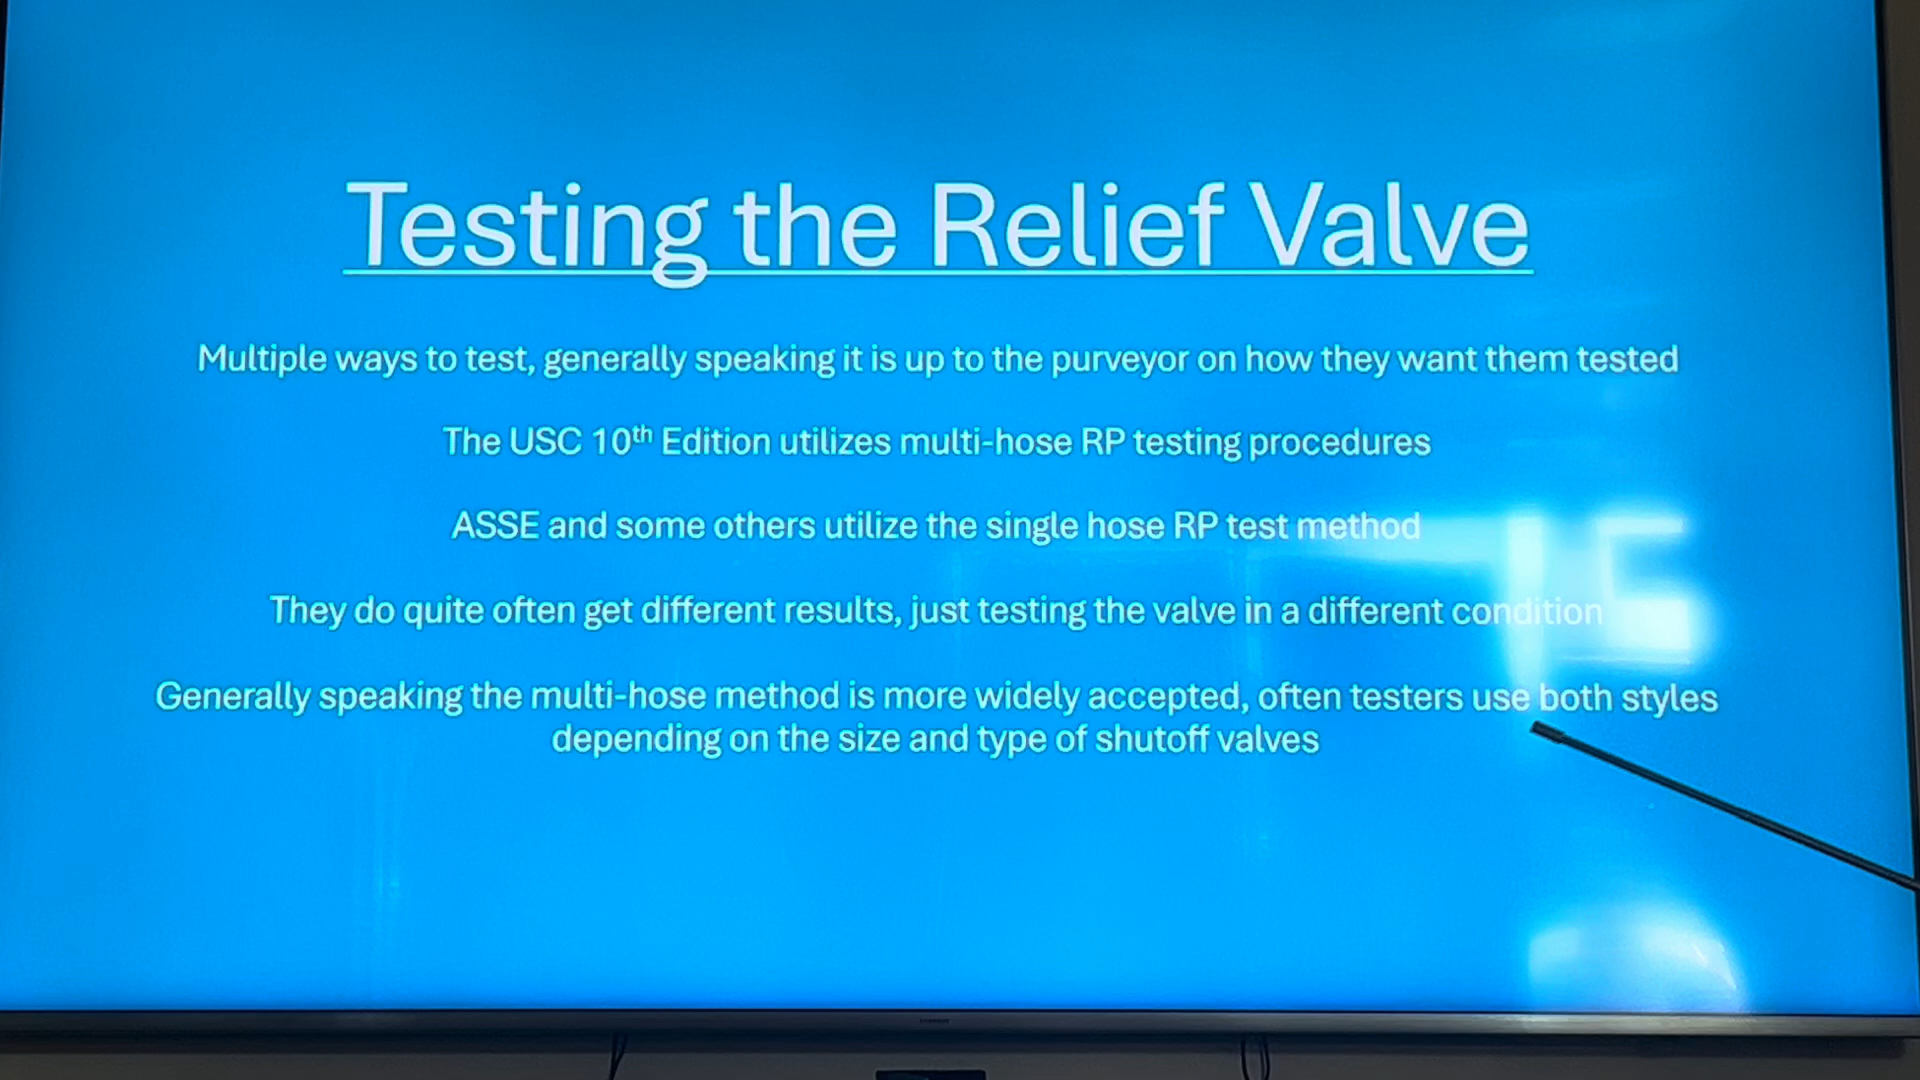 Testing the Relief Valve
Multiple ways to test, generally speaking it is up to the purveyor on how they want them tested
The USC 10th Edition utilizes multi-hose RP testing procedures
ASSE and some others utilize the single hose RP test method
They do quite often get different results, just testing the valve in a different condition
Generally speaking the multi-hose method is more widely accepted, often testers use both styles
depending on the size and type of shutoff valves